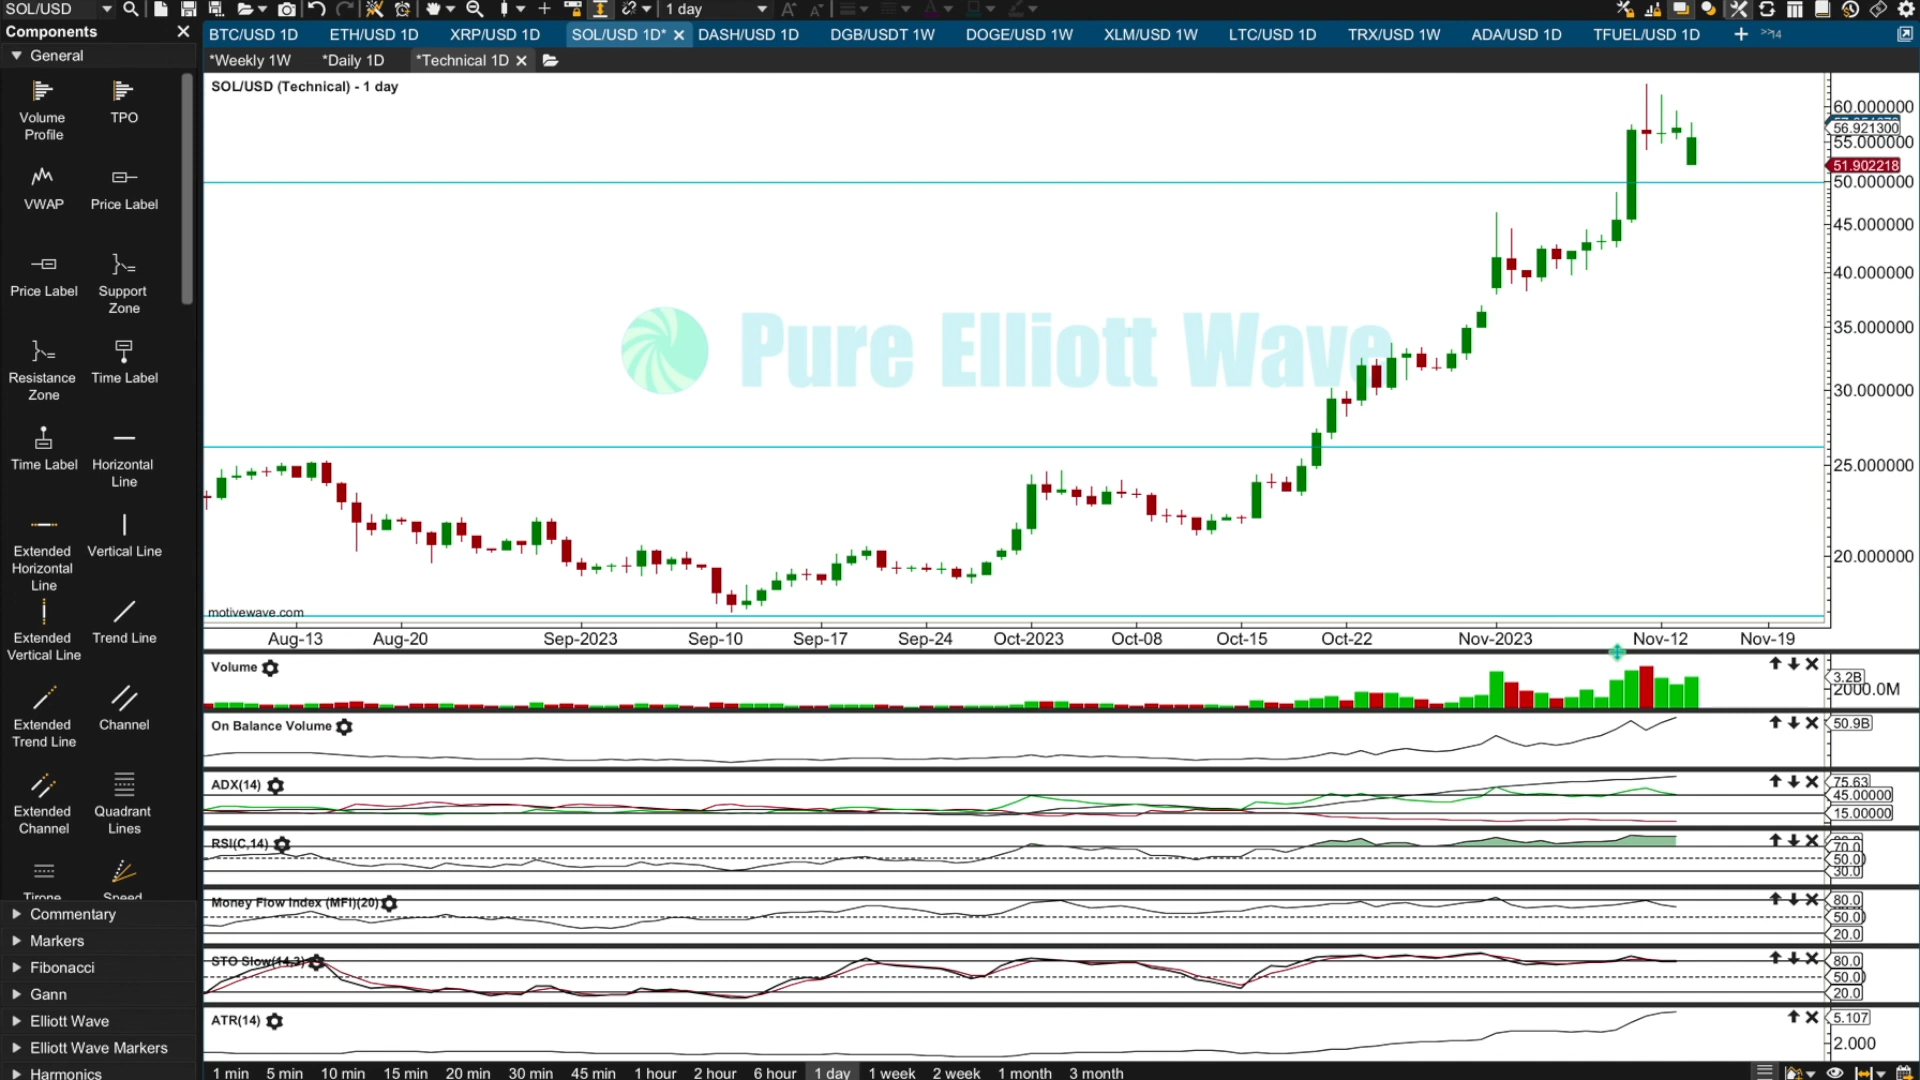 SOL/USD
1 day
Components
General
BTC/USD 1D
ETH/USD 1D
XRP/USD 1D
SOL/USD 1D*
DASH/USD 1D
DGB/USDT 1W
DOGE/USD 1W
XLM/USD 1W
LTC/USD 1D
TRX/USD 1W
ADA/USD 1D
TFUEL/USD 1D
>>14
*Weekly 1W
*Daily 1D
*Technical 1D
SOL/USD (Technical) - 1 day
Volume
Profile
TPO
VWAP
Price Label
Price Label
Support
Zone
Resistance
Zone
Time Label
Time Label
Horizontal
Line
Extended
Horizontal
Line
Vertical Line
Extended
Vertical Line
Trend Line
Extended
Trend Line
Channel
Extended
Channel
Quadrant
Lines
Tirone
Speed
Commentary
Markers
Fibonacci
Gann
Elliott Wave
Elliott Wave Markers
Harmonics
Pure Elliott Wave
motivewave.com
60.000000
56.921300
55.000000
51.902218
50.000000
45.000000
40.000000
35.000000
30.000000
25.000000
20.000000
Aug-13
Aug-20
Sep-2023
Sep-10
Sep-17
Sep-24
Oct-2023
Oct-08
Oct-15
Oct-22
Nov-2023
Nov-12
Nov-19
Volume
3.2B
2000.0M
On Balance Volume
50.9B
ADX(14)
75.63
45.00000
15.00000
RSI(C,14)
70.0
50.0
30.0
Money Flow Index (MFI)(20)
80.0
50.0
20.0
STO Slow(14,3)
80.0
50.0
20.0
ATR(14)
5.107
2.000
1 min
5 min
10 min
15 min
20 min
30 min
45 min
1 hour
2 hour
6 hour
1 day
1 week
2 week
1 month
3 month